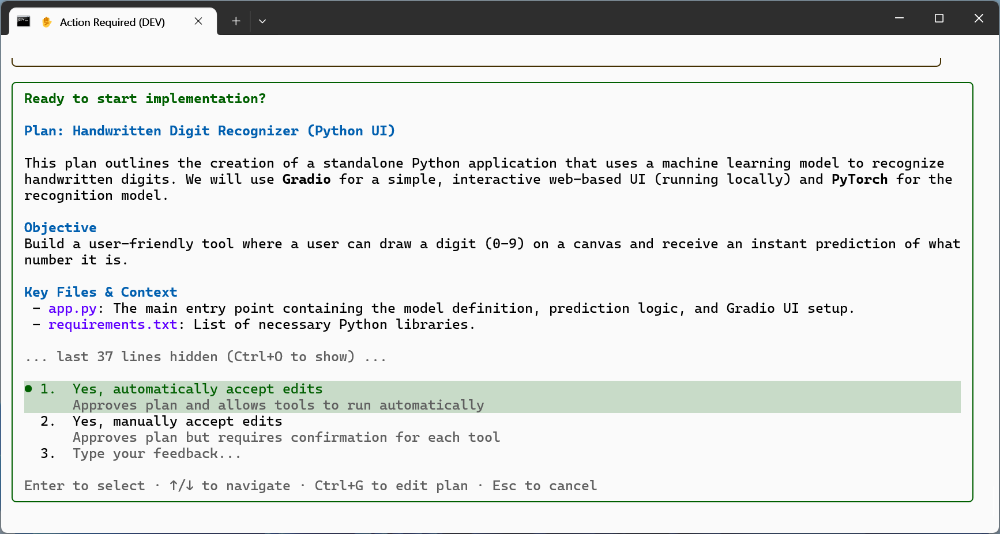 Action Required (DEV)
Ready to start implementation?
Plan: Handwritten Digit Recognizer (Python UI)
This plan outlines the creation of a standalone Python application that uses a machine learning model to recognize
handwritten digits. We will use Gradio for a simple, interactive web-based UI (running locally) and PyTorch for the
recognition model.
Objective
Build a user-friendly tool where a user can draw a digit (0-9) on a canvas and receive an instant prediction of what
number it is.
Key Files & Context
- app.py: The main entry point containing the model definition, prediction logic, and Gradio UI setup.
- requirements.txt: List of necessary Python libraries.
... last 37 lines hidden (Ctrl+O to show) ...
● 1. Yes, automatically accept edits
Approves plan and allows tools to run automatically
2. Yes, manually accept edits
Approves plan but requires confirmation for each tool
3. Type your feedback...
Enter to select · ↑/↓ to navigate · Ctrl+G to edit plan · Esc to cancel